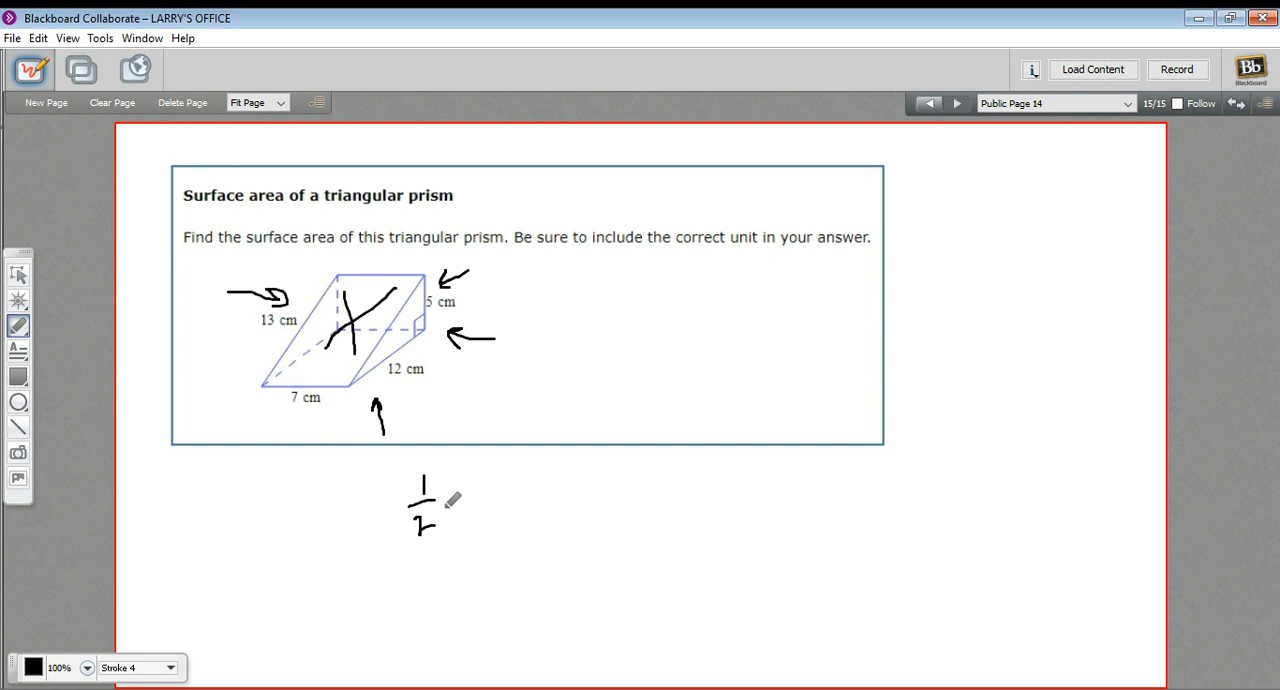 Blackboard Collaborate – LARRY'S OFFICE
File Edit View Tools Window Help
i Load Content Record Bb
Blackboard
New Page Clear Page Delete Page Fit Page Public Page 14 15/15 Follow
Surface area of a triangular prism
Find the surface area of this triangular prism. Be sure to include the correct unit in your answer.
5 cm
13 cm
12 cm
7 cm
1
2
100% Stroke 4